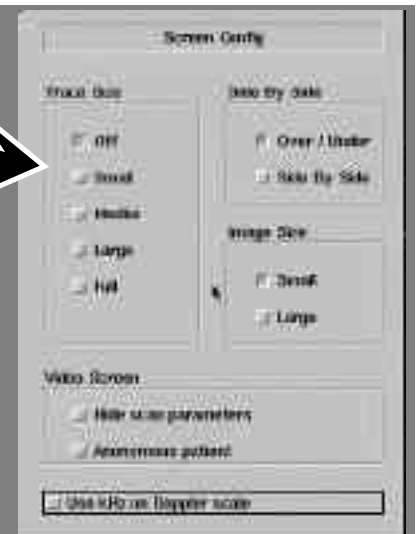 Screen Config
Trace Size
Off
Small
Medium
Large
Full
Side By Side
Over / Under
Side By Side
Image Size
Small
Large
Video Screen
Hide scan parameters
Anonymous patient
Use kHz on Doppler scale